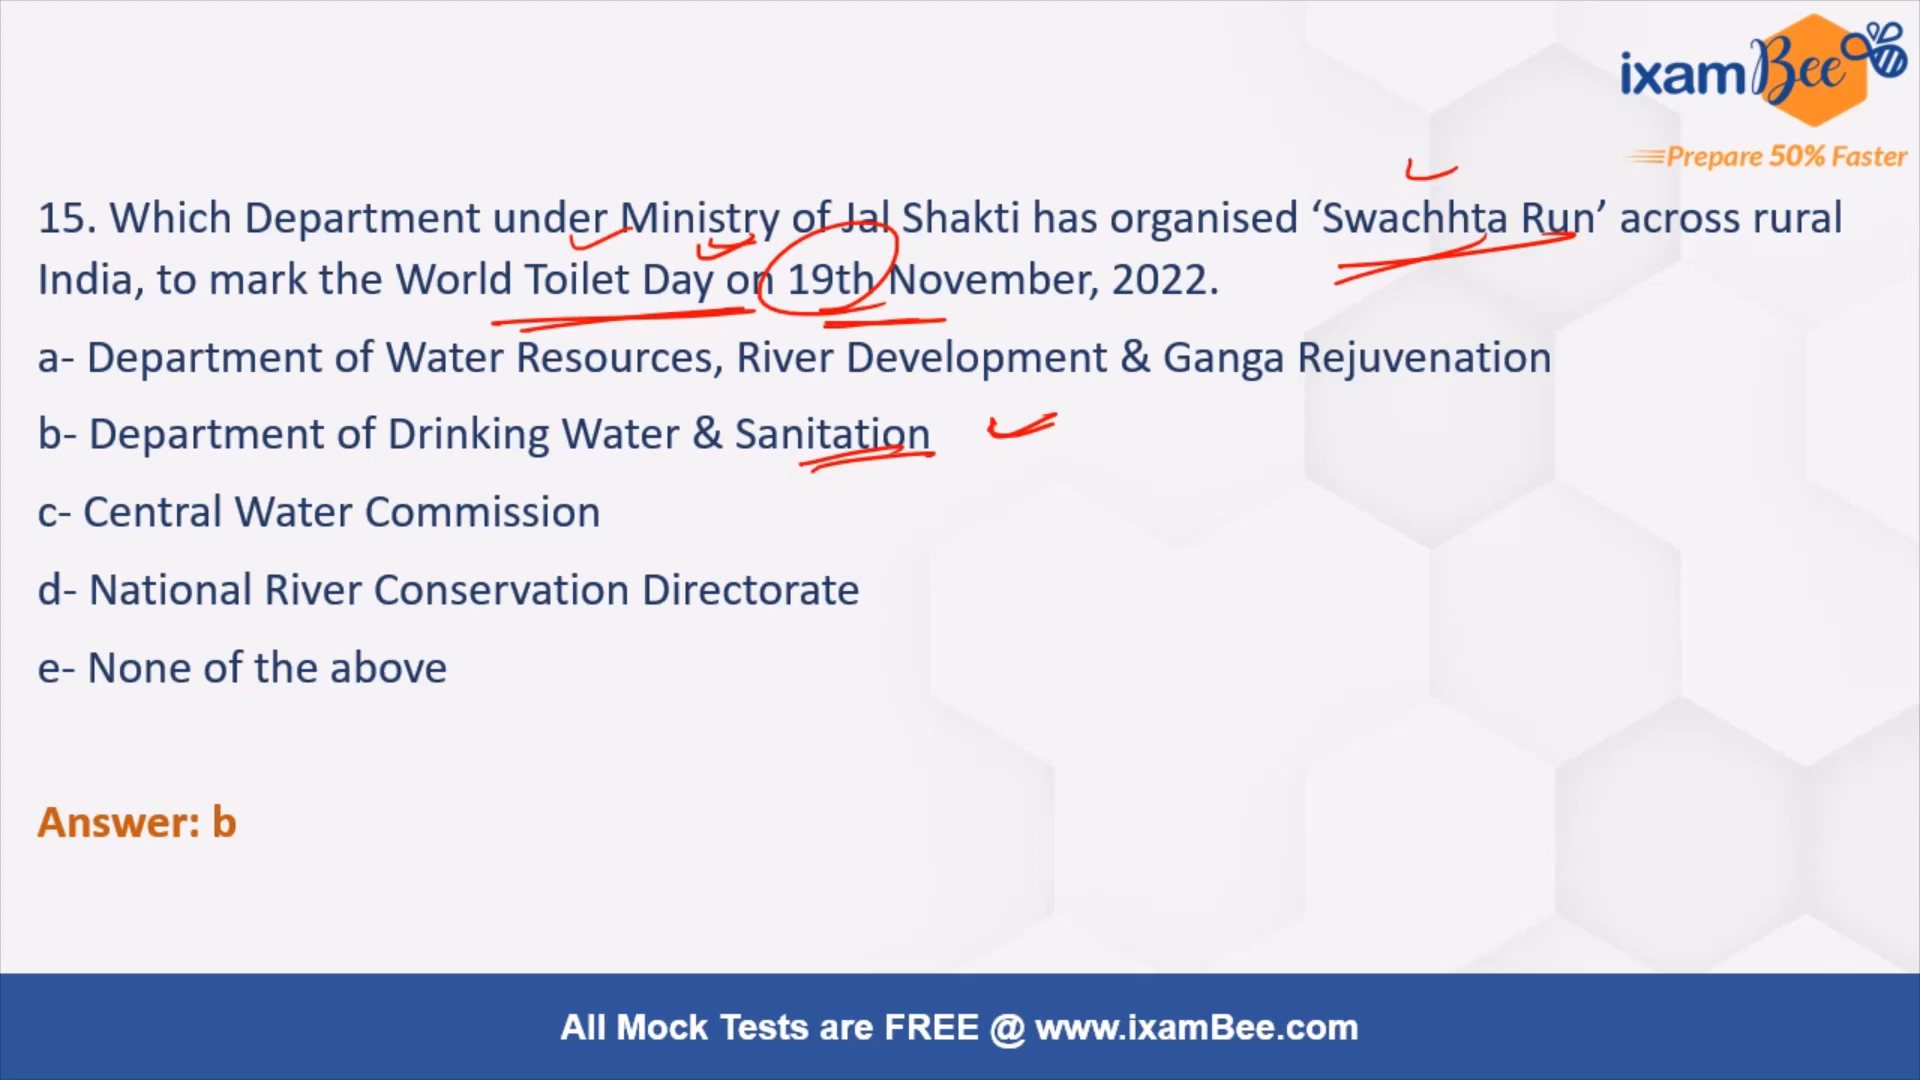 ixamBee
Prepare 50% Faster
15. Which Department under Ministry of Jal Shakti has organised ‘Swachhta Run’ across rural
India, to mark the World Toilet Day on 19th November, 2022.
a- Department of Water Resources, River Development & Ganga Rejuvenation
b- Department of Drinking Water & Sanitation
c- Central Water Commission
d- National River Conservation Directorate
e- None of the above
Answer: b
All Mock Tests are FREE @ www.ixamBee.com